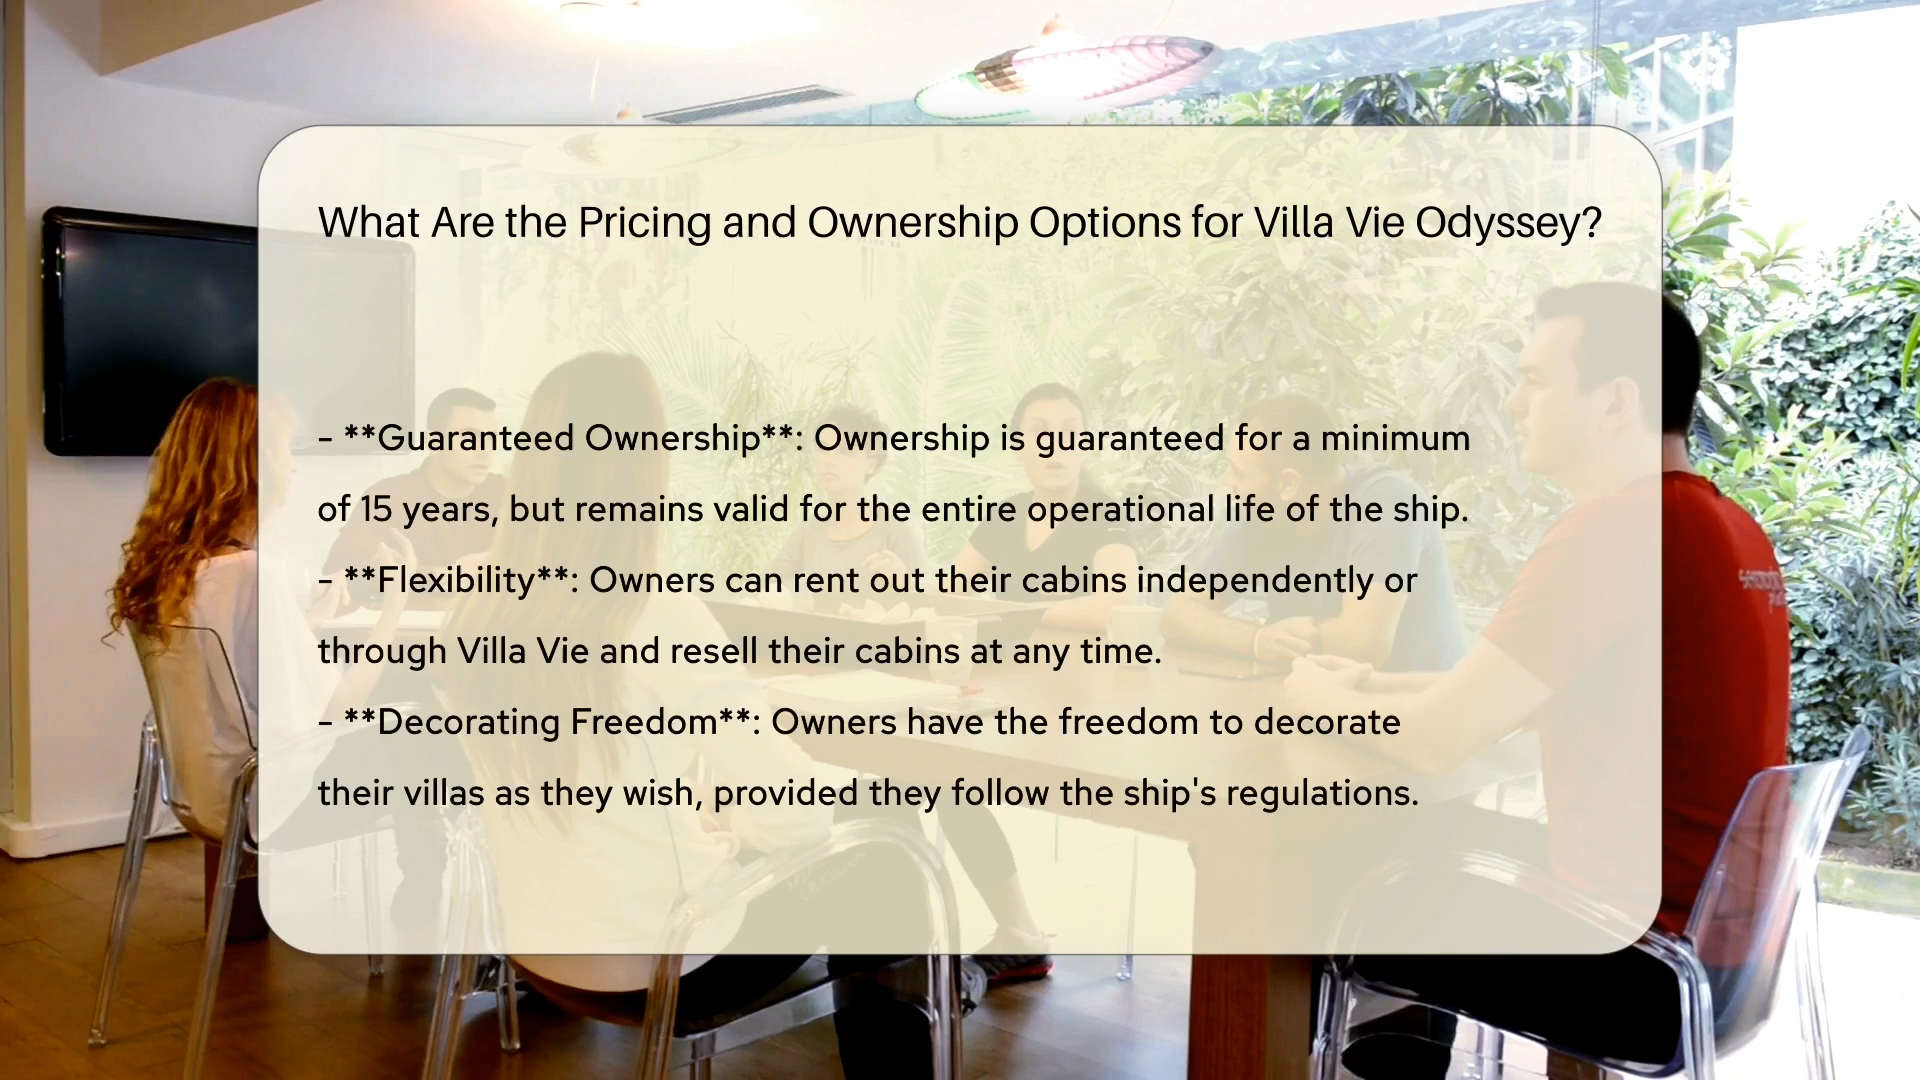 What Are the Pricing and Ownership Options for Villa Vie Odyssey?
- **Guaranteed Ownership**: Ownership is guaranteed for a minimum
of 15 years, but remains valid for the entire operational life of the ship.
- **Flexibility**: Owners can rent out their cabins independently or
through Villa Vie and resell their cabins at any time.
- **Decorating Freedom**: Owners have the freedom to decorate
their villas as they wish, provided they follow the ship's regulations.